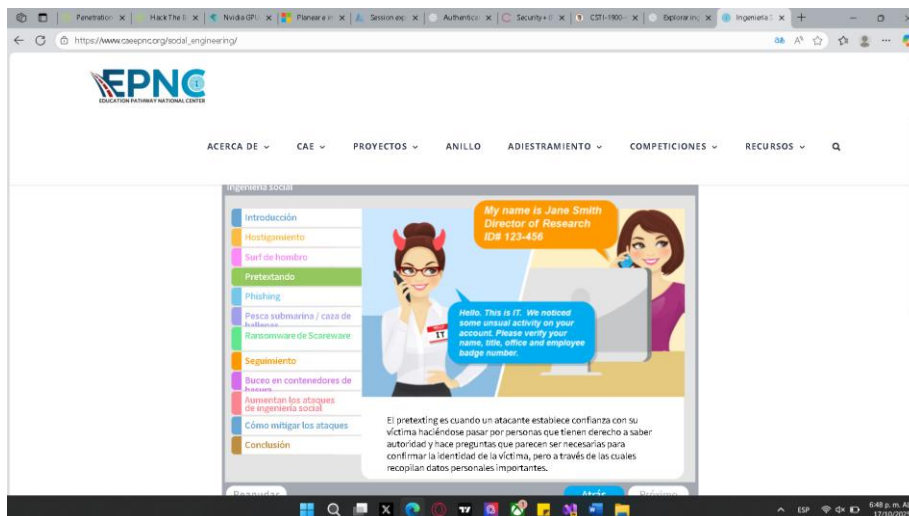 Penetration
Hack The B
Nvidia GPU
Planear e in
Session exp
Authentica
Security+ (
CSTI-1900-
Explorar ing
Ingeniería S
https://www.caeepnc.org/social_engineering/
EPNC
EDUCATION PATHWAY NATIONAL CENTER
ACERCA DE CAE PROYECTOS ANILLO ADIESTRAMIENTO COMPETICIONES RECURSOS
Ingeniería social
Introducción
Hostigamiento
Surf de hombro
Pretextando
Phishing
Pesca submarina / caza de
ballenas
Ransomware de Scareware
Seguimiento
Buceo en contenedores de
basura
Aumentan los ataques
de ingeniería social
Cómo mitigar los ataques
Conclusión
My name is Jane Smith
Director of Research
ID# 123-456
Hello. This is IT. We noticed
some unusual activity on your
account. Please verify your
name, title, office and employee
badge number.
IT
El pretexting es cuando un atacante establece confianza con su
víctima haciéndose pasar por personas que tienen derecho a saber
autoridad y hace preguntas que parecen ser necesarias para
confirmar la identidad de la víctima, pero a través de las cuales
recopilan datos personales importantes.
Reanudar
Atrás
Próximo
ESP
6:48 p. m.